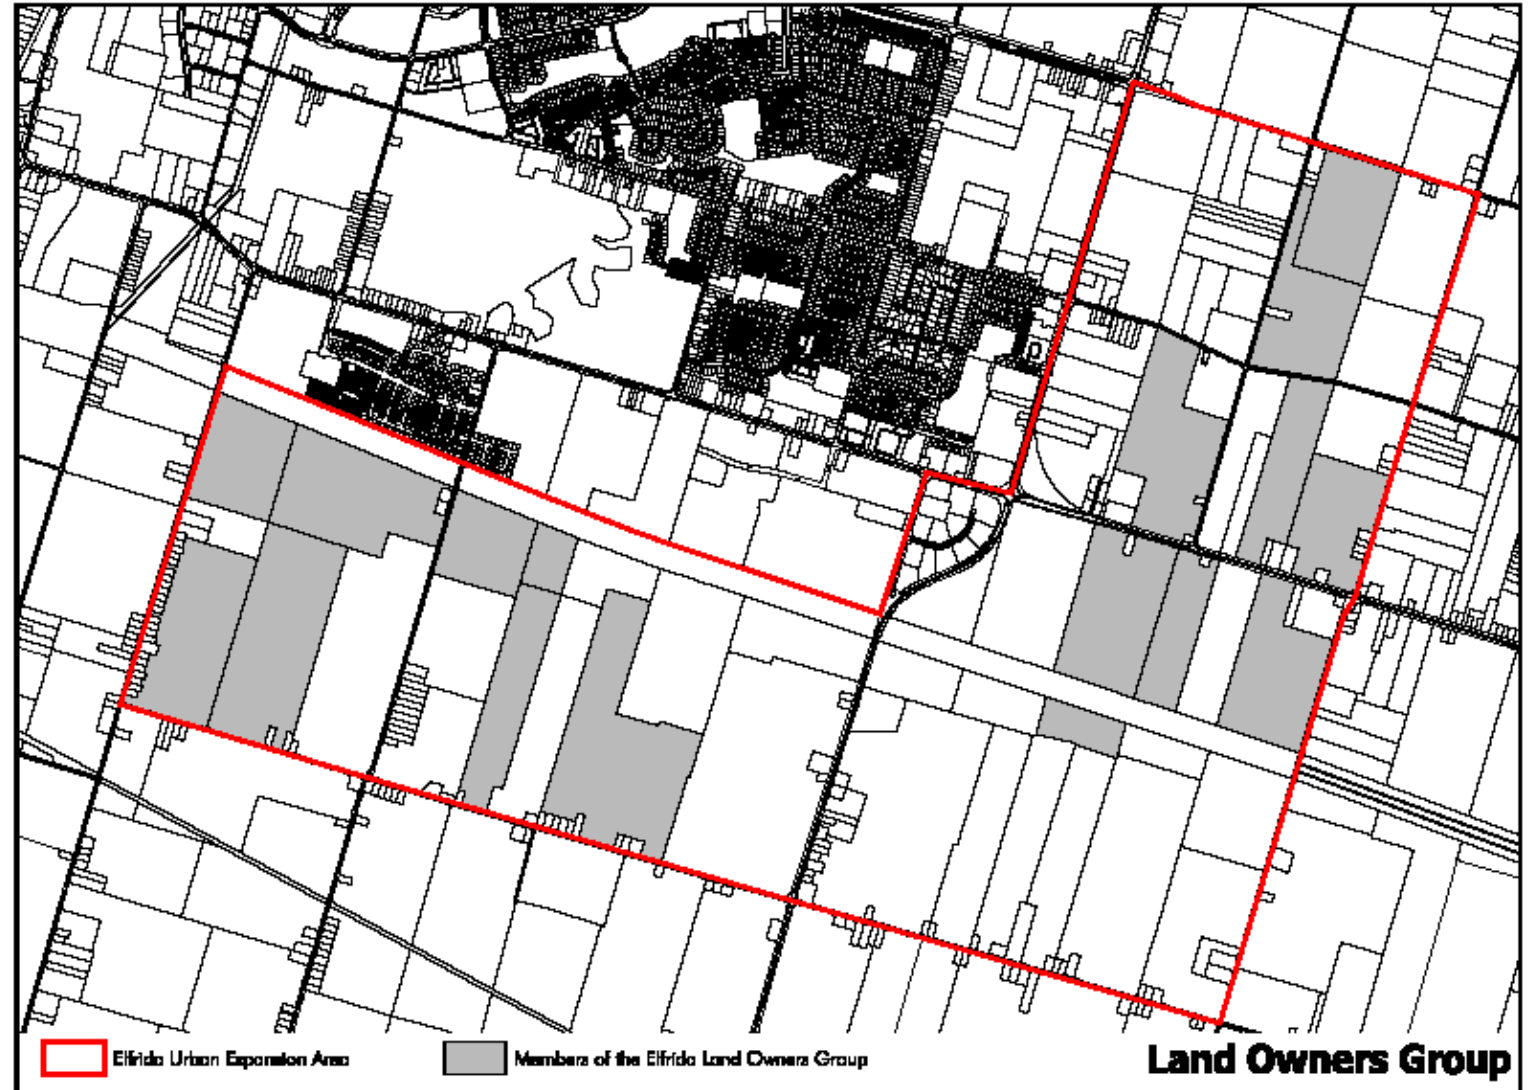 Elfrida Urban Expansion Area
Members of the Elfrida Land Owners Group
Land Owners Group